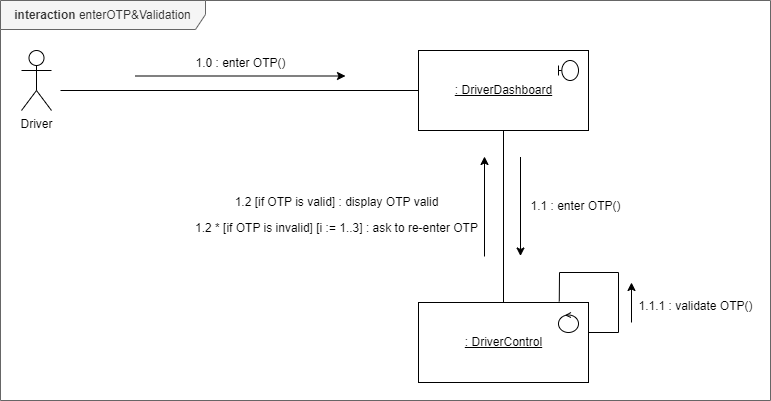 interaction enterOTP&Validation
1.0 : enter OTP()
: DriverDashboard
Driver
1.2 [if OTP is valid] : display OTP valid
1.1 : enter OTP()
1.2 * [if OTP is invalid] [i := 1..3] : ask to re-enter OTP
1.1.1 : validate OTP()
: DriverControl